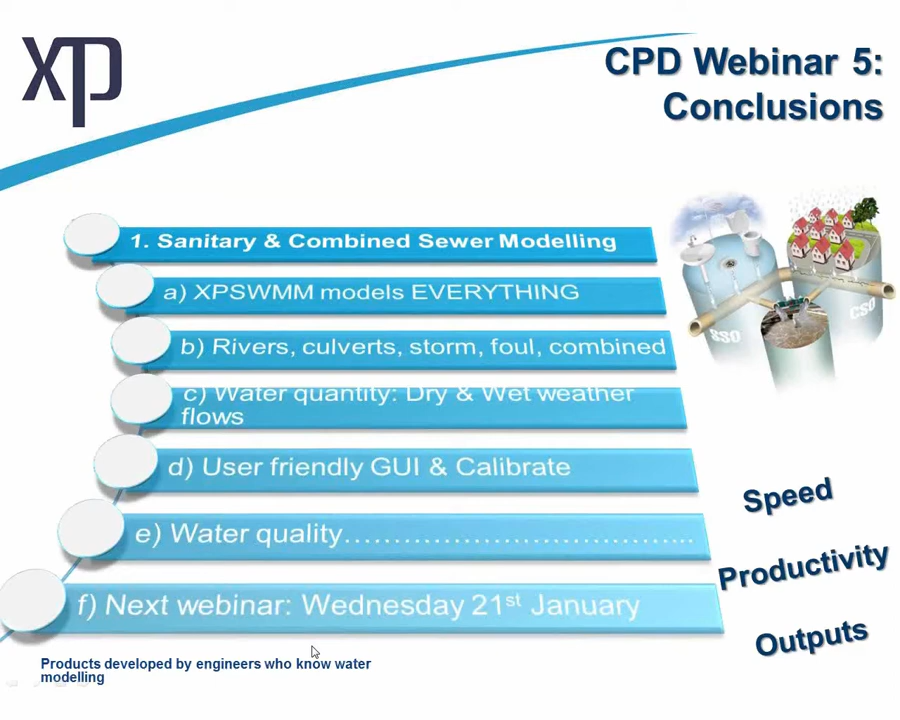 xp
CPD Webinar 5:
Conclusions
1. Sanitary & Combined Sewer Modelling
a) XPSWMM models EVERYTHING
b) Rivers, culverts, storm, foul, combined
c) Water quantity: Dry & Wet weather
flows
d) User friendly GUI & Calibrate
e) Water quality……………………………………...
f) Next webinar: Wednesday 21st January
SSO
CSO
Speed
Productivity
Outputs
Products developed by engineers who know water
modelling